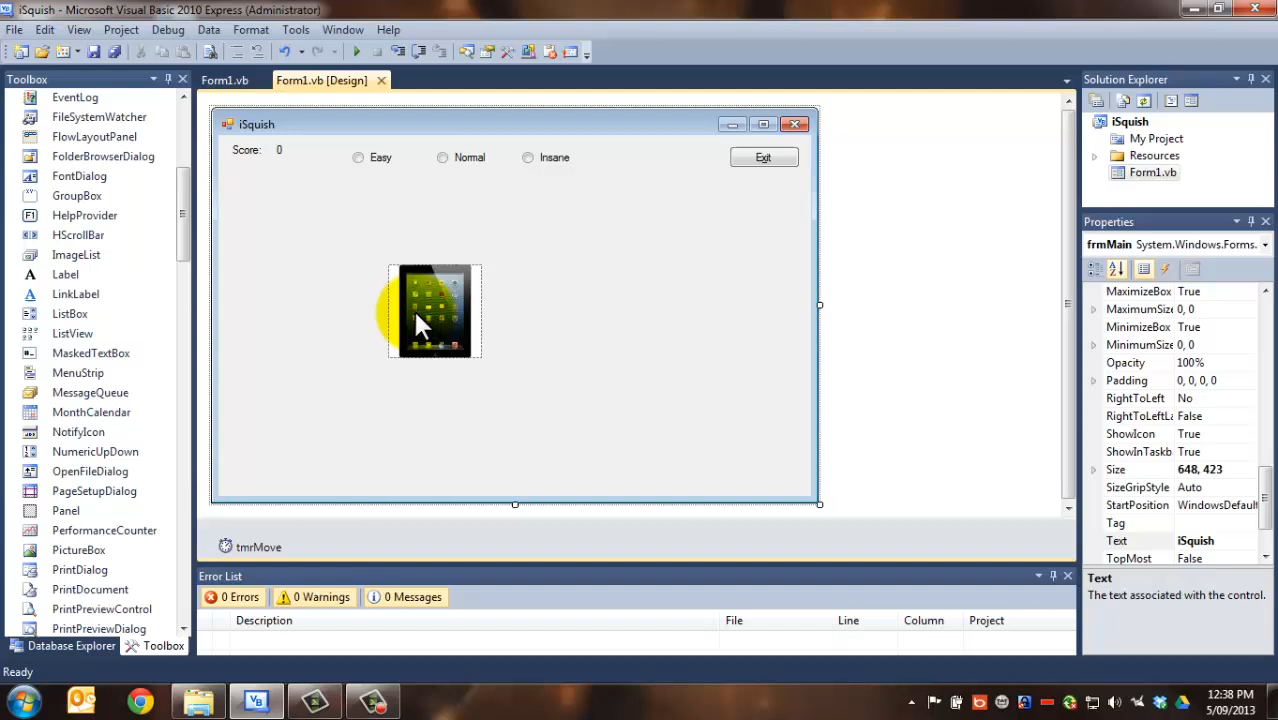 iSquish - Microsoft Visual Basic 2010 Express (Administrator)
File Edit View Project Debug Data Format Tools Window Help
Toolbox
EventLog
FileSystemWatcher
FlowLayoutPanel
FolderBrowserDialog
FontDialog
GroupBox
HelpProvider
HScrollBar
ImageList
Label
LinkLabel
ListBox
ListView
MaskedTextBox
MenuStrip
MessageQueue
MonthCalendar
NotifyIcon
NumericUpDown
OpenFileDialog
PageSetupDialog
Panel
PerformanceCounter
PictureBox
PrintDialog
PrintDocument
PrintPreviewControl
PrintPreviewDialog
Database Explorer Toolbox
Form1.vb Form1.vb [Design]
iSquish
Score: 0 Easy Normal Insane Exit
tmrMove
Error List
0 Errors 0 Warnings 0 Messages
Description File Line Column Project
Solution Explorer
iSquish
My Project
Resources
Form1.vb
Properties
frmMain System.Windows.Forms.
MaximizeBox True
MaximumSize 0, 0
MinimizeBox True
MinimumSize 0, 0
Opacity 100%
Padding 0, 0, 0, 0
RightToLeft No
RightToLeftLa False
ShowIcon True
ShowInTaskb True
Size 648, 423
SizeGripStyle Auto
StartPosition WindowsDefault
Tag
Text iSquish
TopMost False
Text
The text associated with the control.
Ready
12:38 PM
5/09/2013